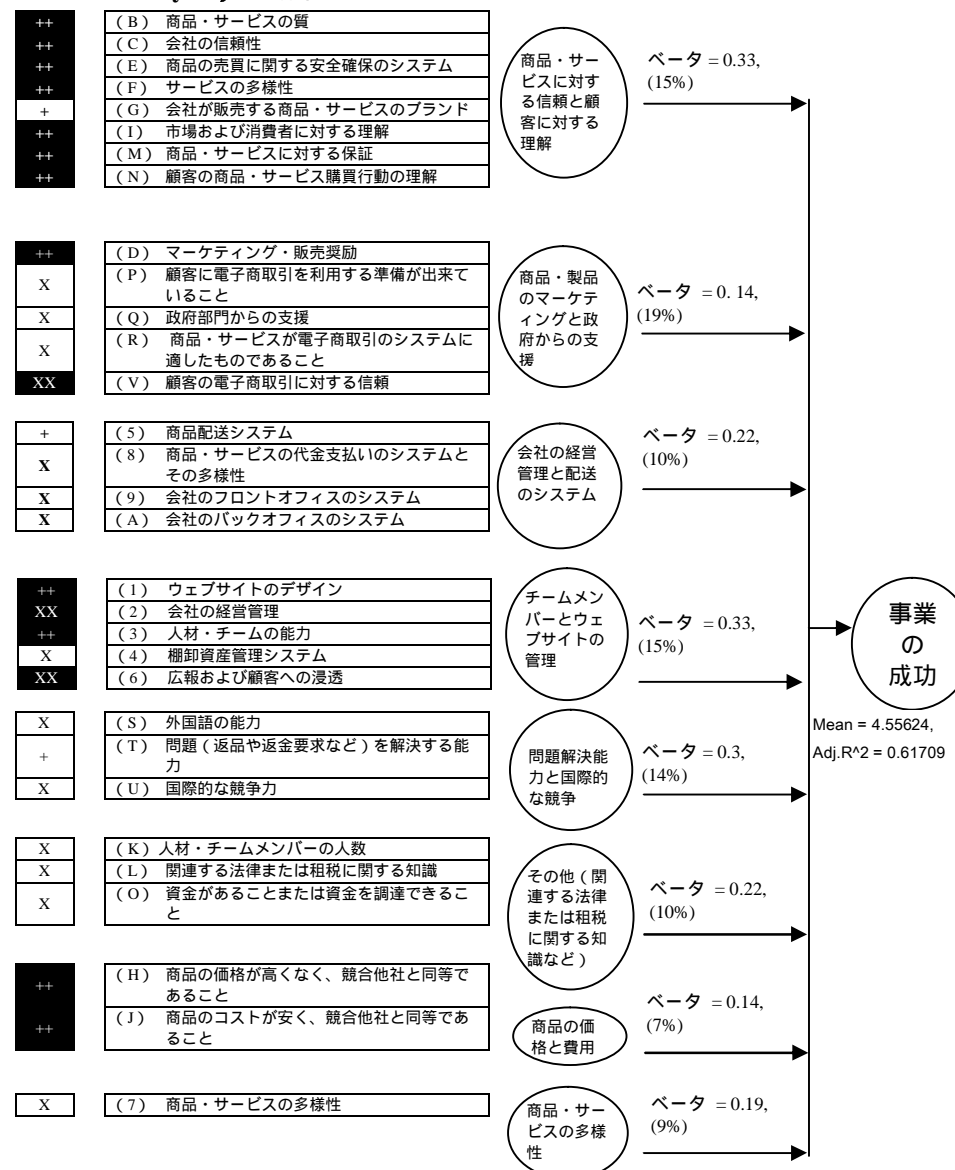 ++ (B) 商品・サービスの質
++ (C) 会社の信頼性
++ (E) 商品の売買に関する安全確保のシステム
++ (F) サービスの多様性
+ (G) 会社が販売する商品・サービスのブランド
++ (I) 市場および消費者に対する理解
++ (M) 商品・サービスに対する保証
++ (N) 顧客の商品・サービス購買行動の理解
商品・サー
ビスに対す
る信頼と顧
客に対する
理解
ベータ = 0.33,
(15%)
++ (D) マーケティング・販売奨励
X (P) 顧客に電子商取引を利用する準備が出来て
いること
X (Q) 政府部門からの支援
X (R) 商品・サービスが電子商取引のシステムに
適したものであること
XX (V) 顧客の電子商取引に対する信頼
商品・製品
のマーケテ
ィングと政
府からの支
援
ベータ = 0. 14,
(19%)
+ (5) 商品配送システム
X (8) 商品・サービスの代金支払いのシステムと
その多様性
X (9) 会社のフロントオフィスのシステム
X (A) 会社のバックオフィスのシステム
会社の経営
管理と配送
のシステム
ベータ = 0.22,
(10%)
++ (1) ウェブサイトのデザイン
XX (2) 会社の経営管理
++ (3) 人材・チームの能力
X (4) 棚卸資産管理システム
XX (6) 広報および顧客への浸透
チームメン
バーとウェ
ブサイトの
管理
ベータ = 0.33,
(15%)
事業
の
成功
Mean = 4.55624,
Adj.R^2 = 0.61709
X (S) 外国語の能力
+ (T) 問題(返品や返金要求など)を解決する能
力
X (U) 国際的な競争力
問題解決能
力と国際的
な競争
ベータ = 0.3,
(14%)
X (K) 人材・チームメンバーの人数
X (L) 関連する法律または租税に関する知識
X (O) 資金があることまたは資金を調達できるこ
と
その他(関
連する法律
または租税
に関する知
識など)
ベータ = 0.22,
(10%)
++ (H) 商品の価格が高くなく、競合他社と同等で
あること
++ (J) 商品のコストが安く、競合他社と同等であ
ること
商品の価
格と費用
ベータ = 0.14,
(7%)
X (7) 商品・サービスの多様性
商品・サー
ビスの多様
性
ベータ = 0.19,
(9%)